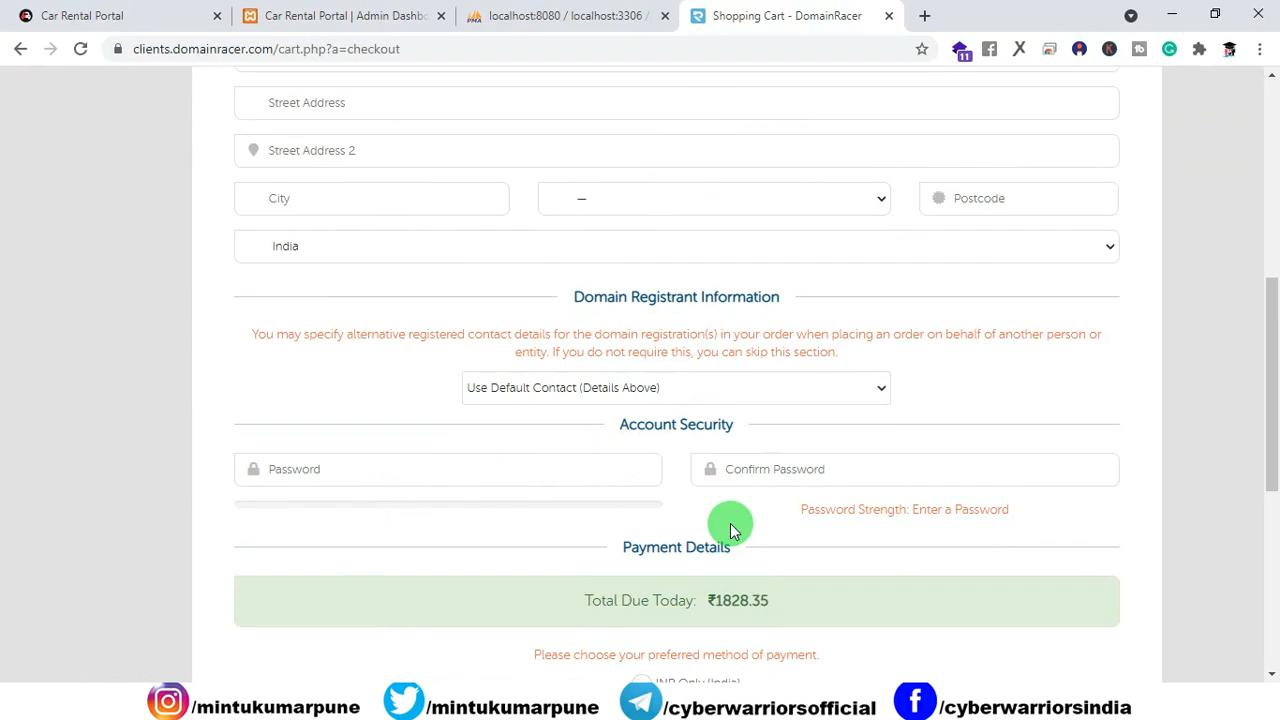 Car Rental Portal
Car Rental Portal | Admin Dashbo
localhost:8080 / localhost:3306 /
Shopping Cart - DomainRacer
clients.domainracer.com/cart.php?a=checkout
11
Street Address
Street Address 2
City
–
Postcode
India
Domain Registrant Information
You may specify alternative registered contact details for the domain registration(s) in your order when placing an order on behalf of another person or
entity. If you do not require this, you can skip this section.
Use Default Contact (Details Above)
Account Security
Password
Confirm Password
Password Strength: Enter a Password
Payment Details
Total Due Today: ₹1828.35
Please choose your preferred method of payment.
INR Only (India)
/mintukumarpune
/mintukumarpune
/cyberwarriorsofficial
/cyberwarriorsindia